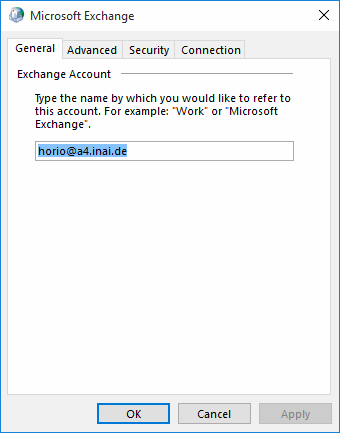 Microsoft Exchange
General Advanced Security Connection
Exchange Account
Type the name by which you would like to refer to
this account. For example: "Work" or "Microsoft
Exchange".
horio@a4.inai.de
OK Cancel Apply